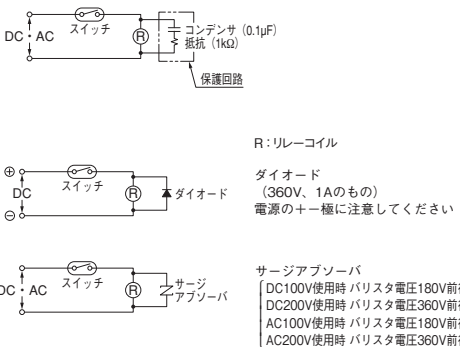 DC・AC
スイッチ
R
コンデンサ（0.1μF）
抵抗（1kΩ）
保護回路
R：リレーコイル
⊕
DC
⊖
スイッチ
R
ダイオード
ダイオード
（360V、1Aのもの）
電源の＋－極に注意してください
DC・AC
スイッチ
R
サージ
アブソーバ
サージアブソーバ
DC100V使用時 バリスタ電圧180V前
DC200V使用時 バリスタ電圧360V前
AC100V使用時 バリスタ電圧180V前
AC200V使用時 バリスタ電圧360V前